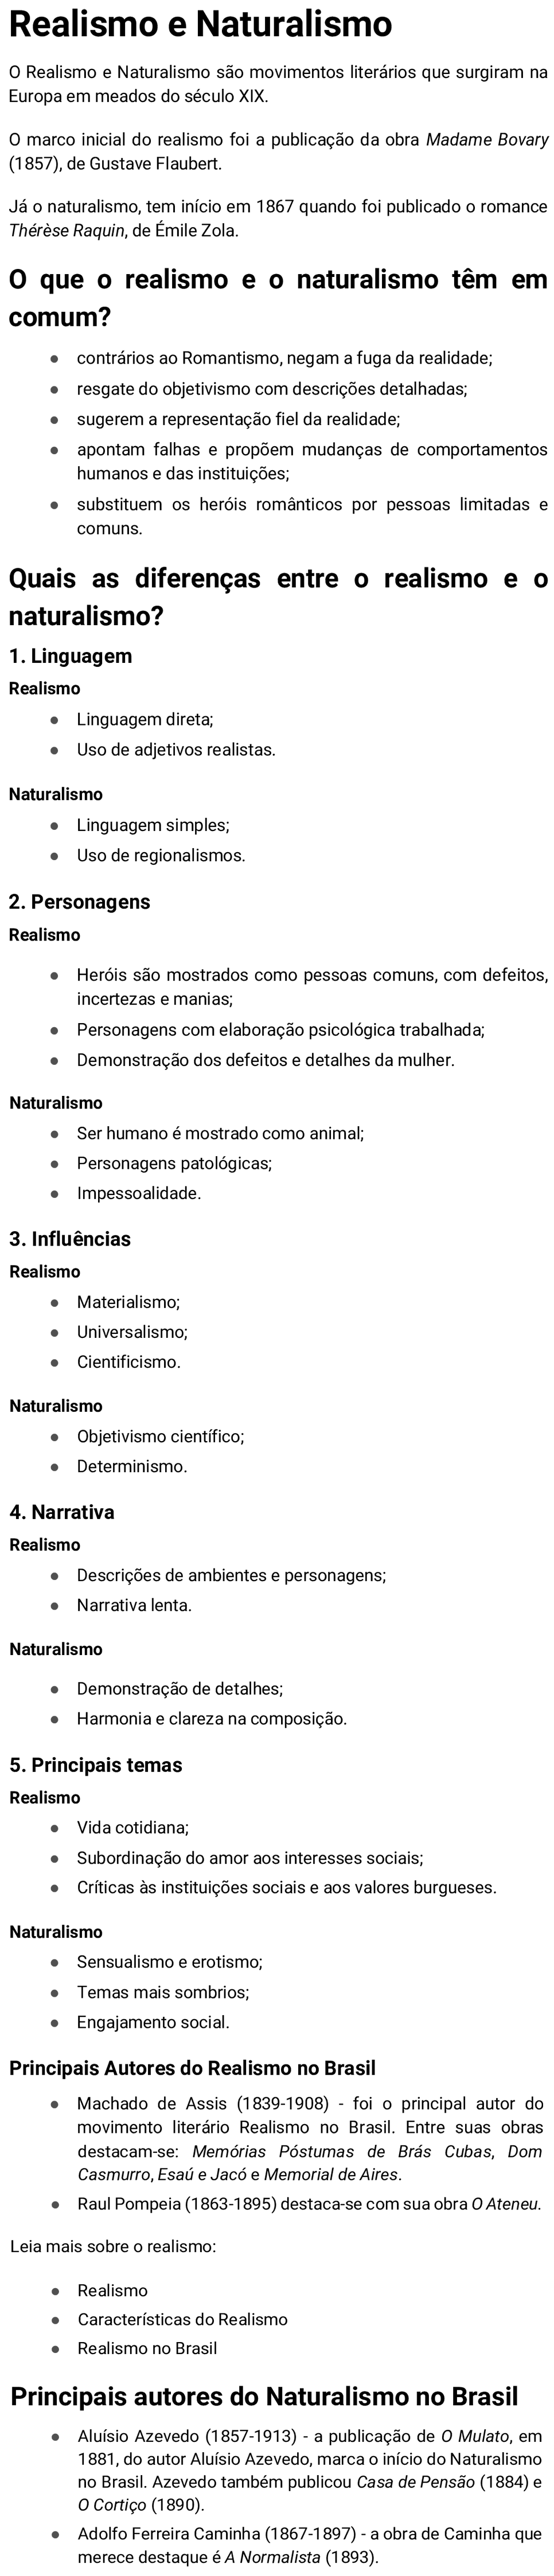 Realismo e Naturalismo
O Realismo e Naturalismo são movimentos literários que surgiram na
Europa em meados do século XIX.
O marco inicial do realismo foi a publicação da obra Madame Bovary
(1857), de Gustave Flaubert.
Já o naturalismo, tem início em 1867 quando foi publicado o romance
Thérèse Raquin, de Émile Zola.
O que o realismo e o naturalismo têm em
comum?
● contrários ao Romantismo, negam a fuga da realidade;
● resgate do objetivismo com descrições detalhadas;
● sugerem a representação fiel da realidade;
● apontam falhas e propõem mudanças de comportamentos
humanos e das instituições;
● substituem os heróis românticos por pessoas limitadas e
comuns.
Quais as diferenças entre o realismo e o
naturalismo?
1. Linguagem
Realismo
● Linguagem direta;
● Uso de adjetivos realistas.
Naturalismo
● Linguagem simples;
● Uso de regionalismos.
2. Personagens
Realismo
● Heróis são mostrados como pessoas comuns, com defeitos,
incertezas e manias;
● Personagens com elaboração psicológica trabalhada;
● Demonstração dos defeitos e detalhes da mulher.
Naturalismo
● Ser humano é mostrado como animal;
● Personagens patológicas;
● Impessoalidade.
3. Influências
Realismo
● Materialismo;
● Universalismo;
● Cientificismo.
Naturalismo
● Objetivismo científico;
● Determinismo.
4. Narrativa
Realismo
● Descrições de ambientes e personagens;
● Narrativa lenta.
Naturalismo
● Demonstração de detalhes;
● Harmonia e clareza na composição.
5. Principais temas
Realismo
● Vida cotidiana;
● Subordinação do amor aos interesses sociais;
● Críticas às instituições sociais e aos valores burgueses.
Naturalismo
● Sensualismo e erotismo;
● Temas mais sombrios;
● Engajamento social.
Principais Autores do Realismo no Brasil
● Machado de Assis (1839-1908) - foi o principal autor do
movimento literário Realismo no Brasil. Entre suas obras
destacam-se: Memórias Póstumas de Brás Cubas, Dom
Casmurro, Esaú e Jacó e Memorial de Aires.
● Raul Pompeia (1863-1895) destaca-se com sua obra O Ateneu.
Leia mais sobre o realismo:
● Realismo
● Características do Realismo
● Realismo no Brasil
Principais autores do Naturalismo no Brasil
● Aluísio Azevedo (1857-1913) - a publicação de O Mulato, em
1881, do autor Aluísio Azevedo, marca o início do Naturalismo
no Brasil. Azevedo também publicou Casa de Pensão (1884) e
O Cortiço (1890).
● Adolfo Ferreira Caminha (1867-1897) - a obra de Caminha que
merece destaque é A Normalista (1893).